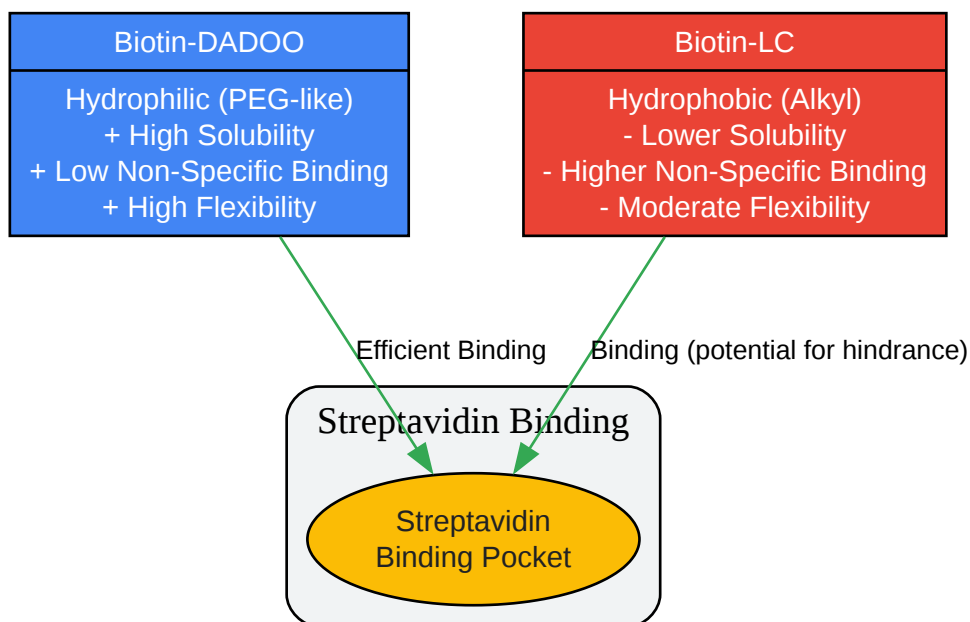 Biotin-DADOO
Hydrophilic (PEG-like)
+ High Solubility
+ Low Non-Specific Binding
+ High Flexibility
Biotin-LC
Hydrophobic (Alkyl)
- Lower Solubility
- Higher Non-Specific Binding
- Moderate Flexibility
Efficient Binding
Binding (potential for hindrance)
Streptavidin Binding
Streptavidin
Binding Pocket